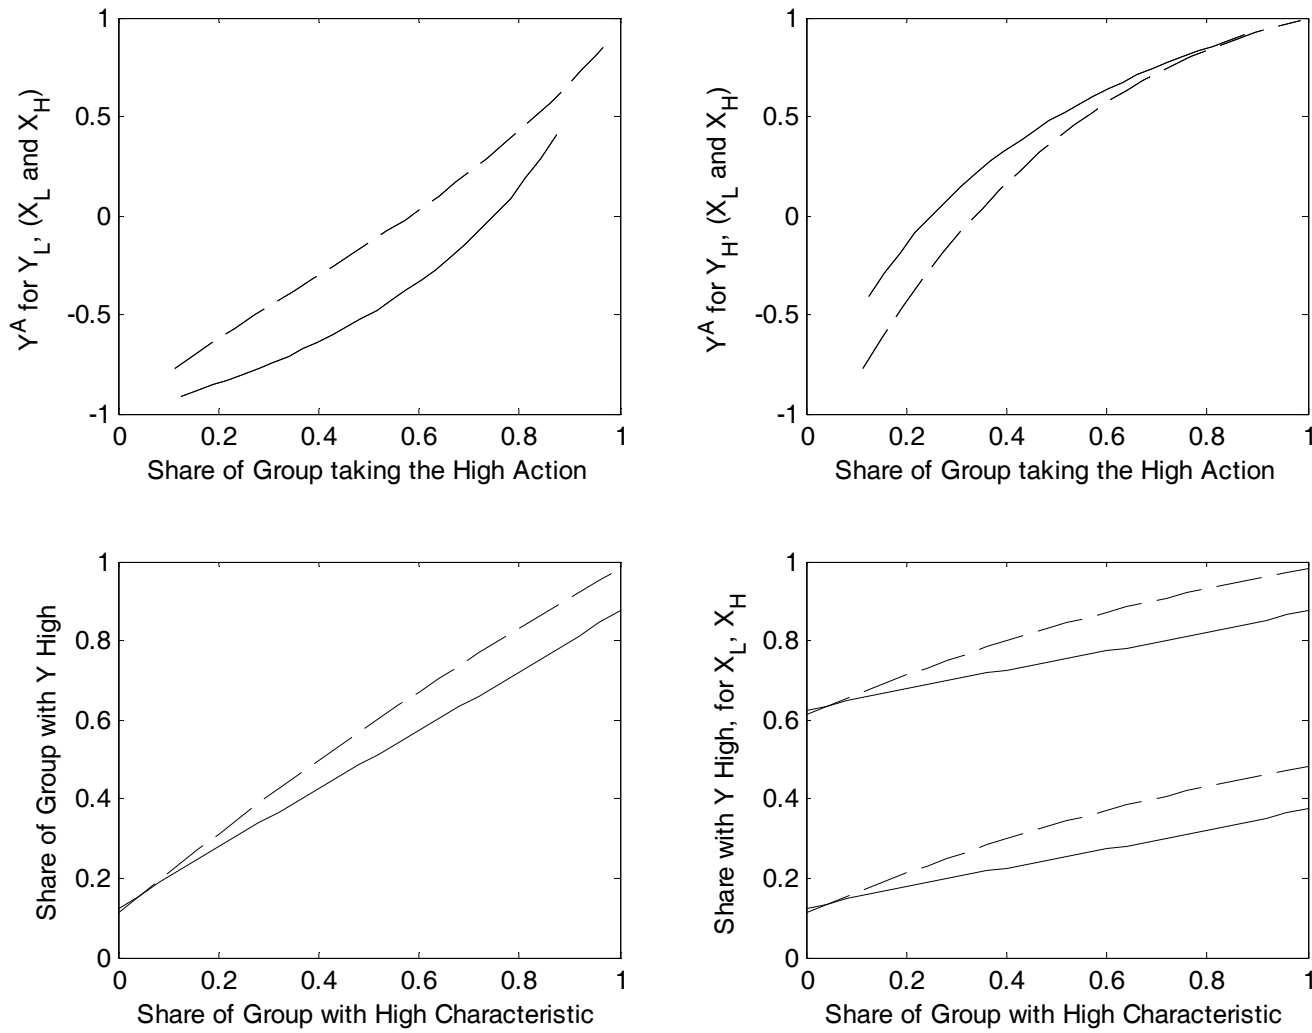 1
0.5
0
-0.5
-1
Y^A for Y_L, (X_L and X_H)
0 0.2 0.4 0.6 0.8 1
Share of Group taking the High Action
1
0.5
0
-0.5
-1
Y^A for Y_H, (X_L and X_H)
0 0.2 0.4 0.6 0.8 1
Share of Group taking the High Action
1
0.8
0.6
0.4
0.2
0
Share of Group with Y High
0 0.2 0.4 0.6 0.8 1
Share of Group with High Characteristic
1
0.8
0.6
0.4
0.2
0
Share with Y High, for X_L, X_H
0 0.2 0.4 0.6 0.8 1
Share of Group with High Characteristic